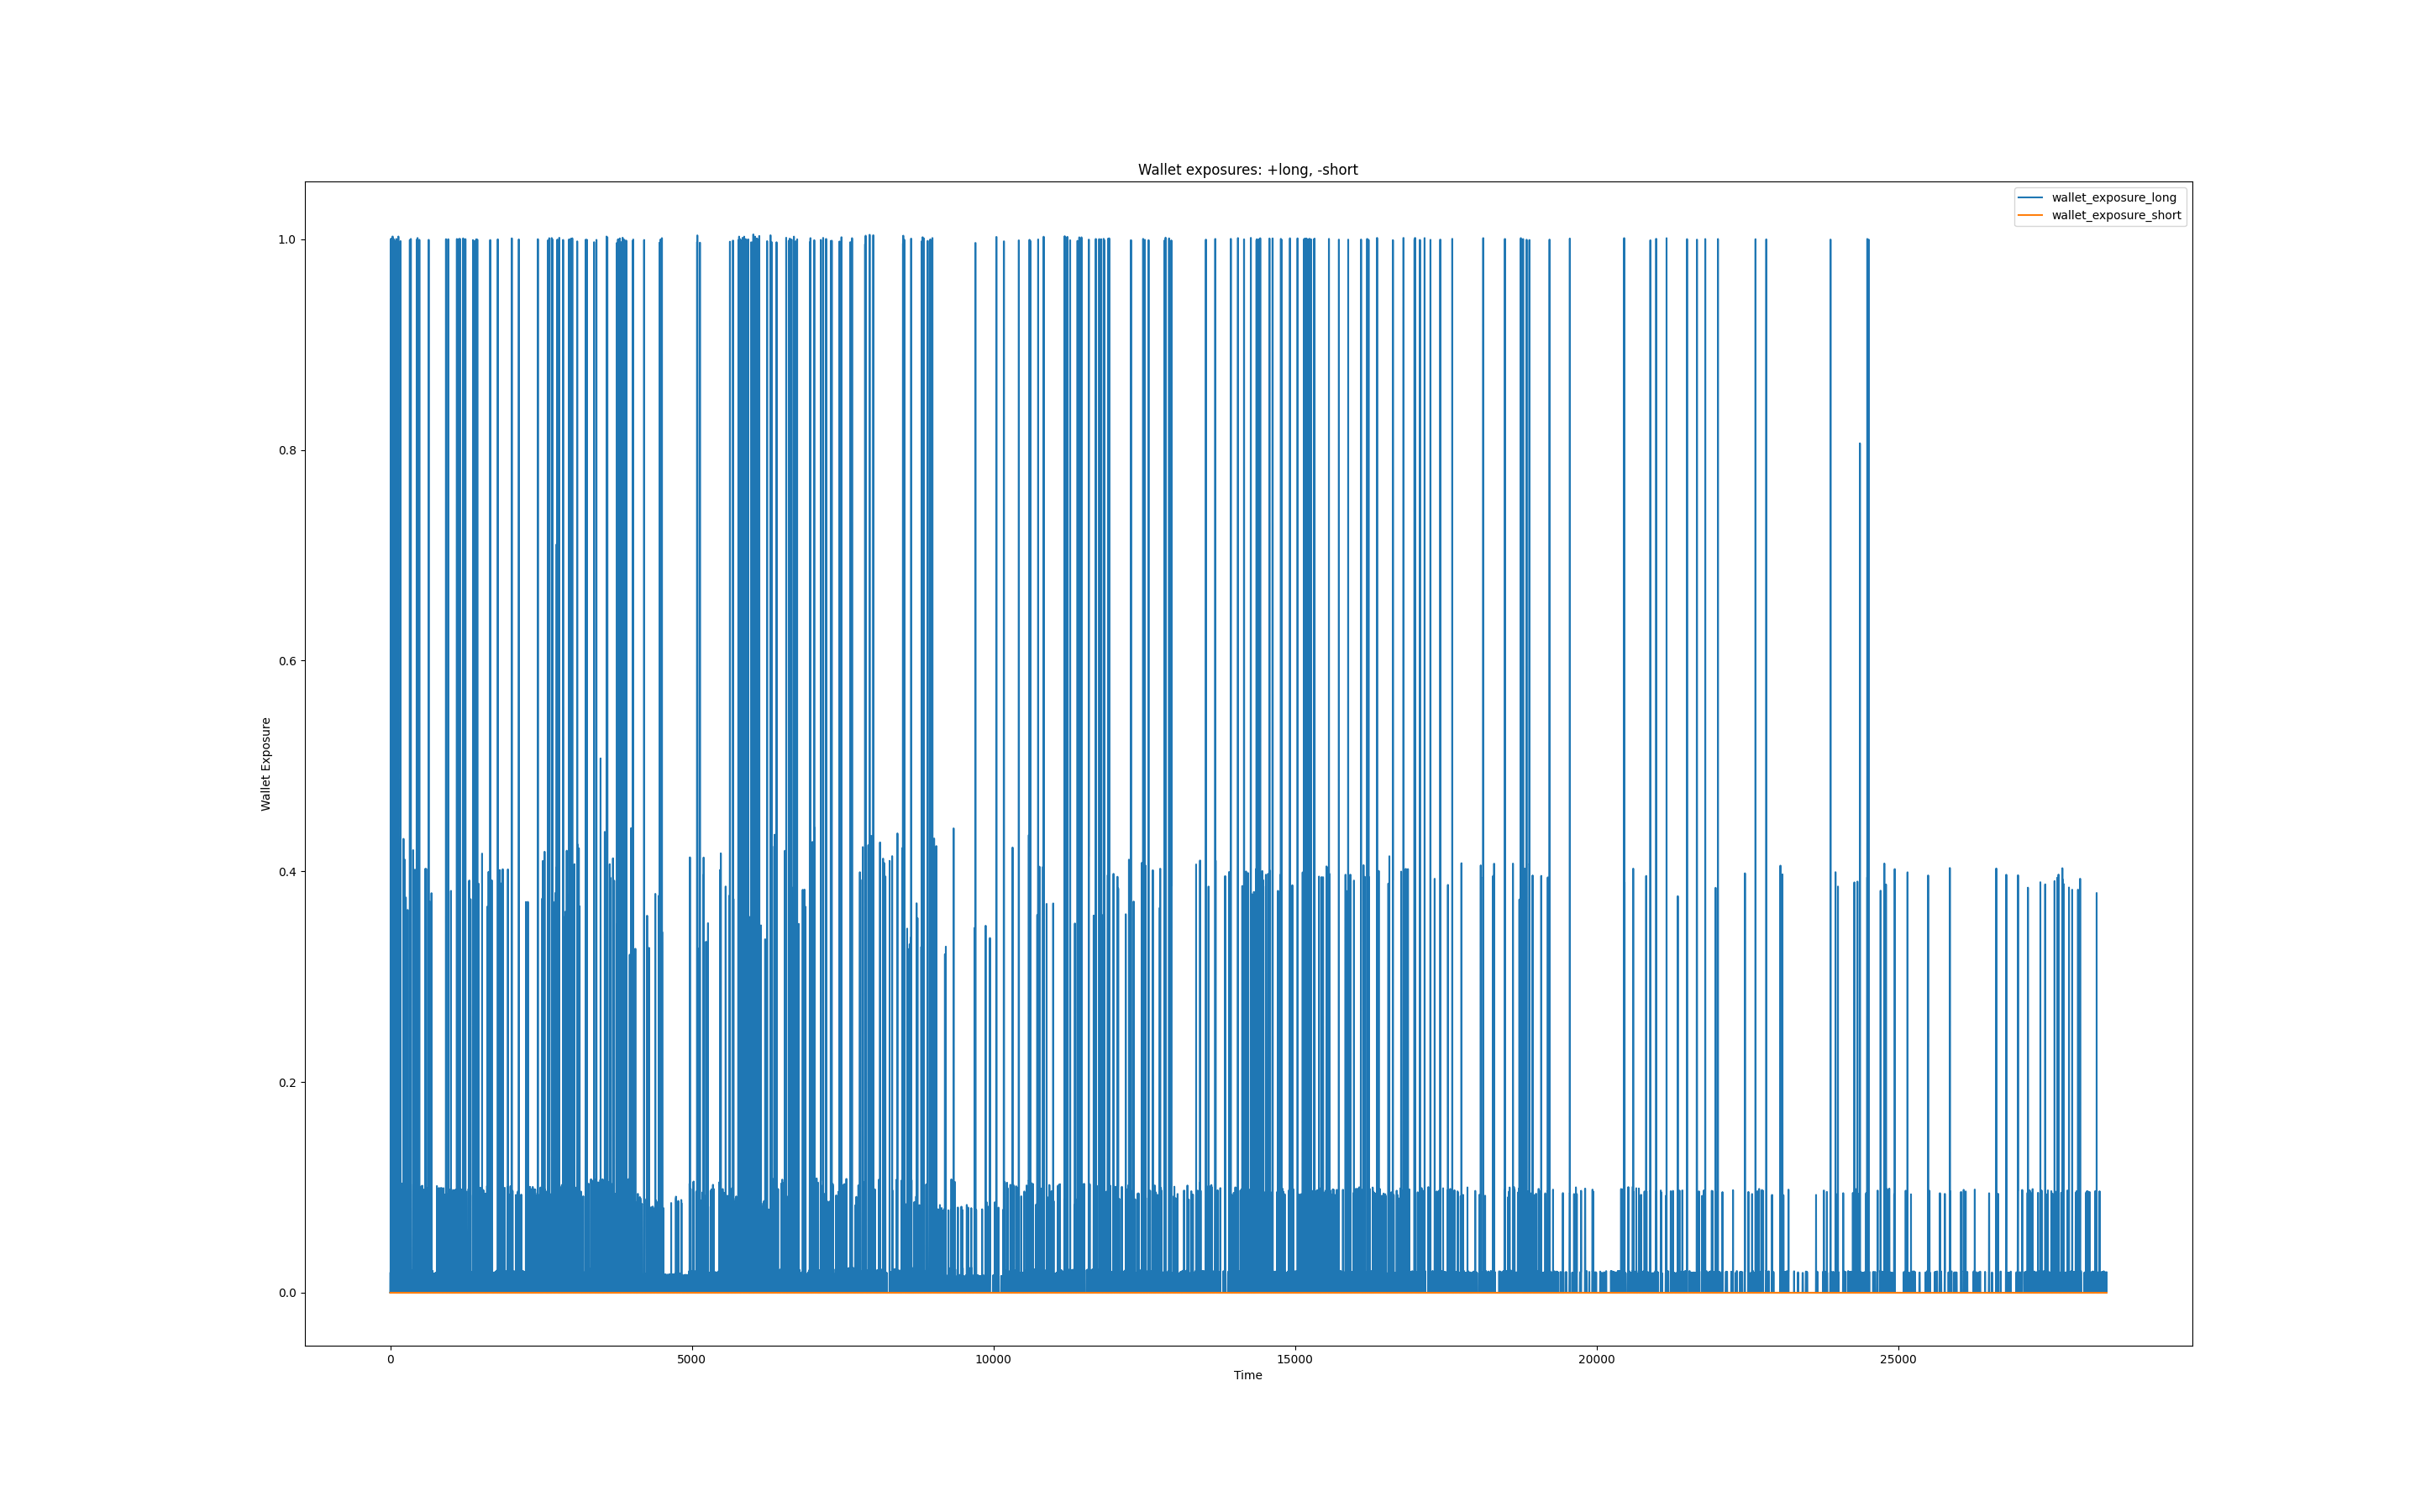 Wallet exposures: +long, -short
wallet_exposure_long
wallet_exposure_short
1.0
0.8
0.6
0.4
0.2
0.0
Wallet Exposure
0 5000 10000 15000 20000 25000
Time